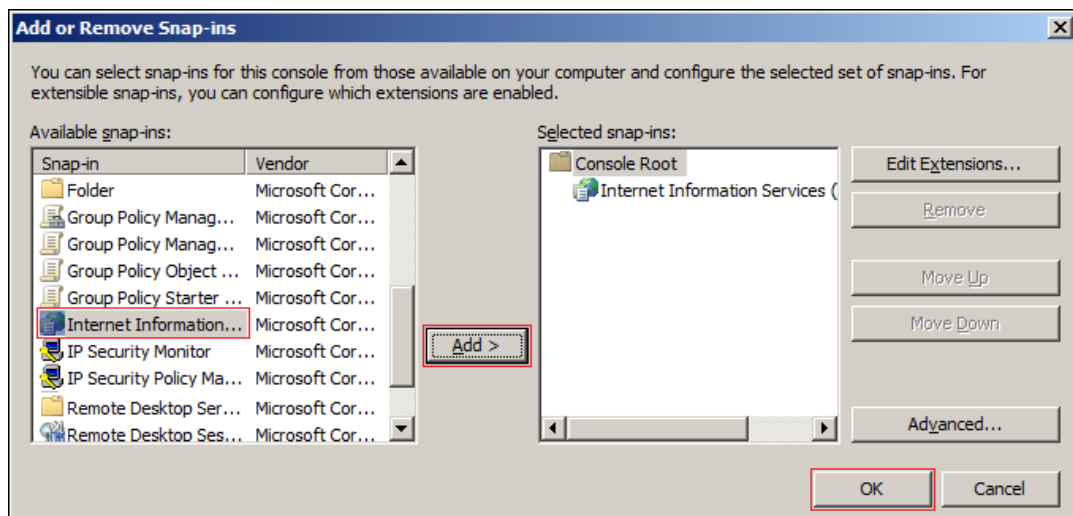 Add or Remove Snap-ins
You can select snap-ins for this console from those available on your computer and configure the selected set of snap-ins. For
extensible snap-ins, you can configure which extensions are enabled.
Available snap-ins:
Snap-in Vendor
Folder Microsoft Cor...
Group Policy Manag... Microsoft Cor...
Group Policy Manag... Microsoft Cor...
Group Policy Object ... Microsoft Cor...
Group Policy Starter ... Microsoft Cor...
Internet Information... Microsoft Cor...
IP Security Monitor Microsoft Cor...
IP Security Policy Ma... Microsoft Cor...
Remote Desktop Ser... Microsoft Cor...
Remote Desktop Ses... Microsoft Cor...
Add >
Selected snap-ins:
Console Root
Internet Information Services (
Edit Extensions...
Remove
Move Up
Move Down
Advanced...
OK
Cancel